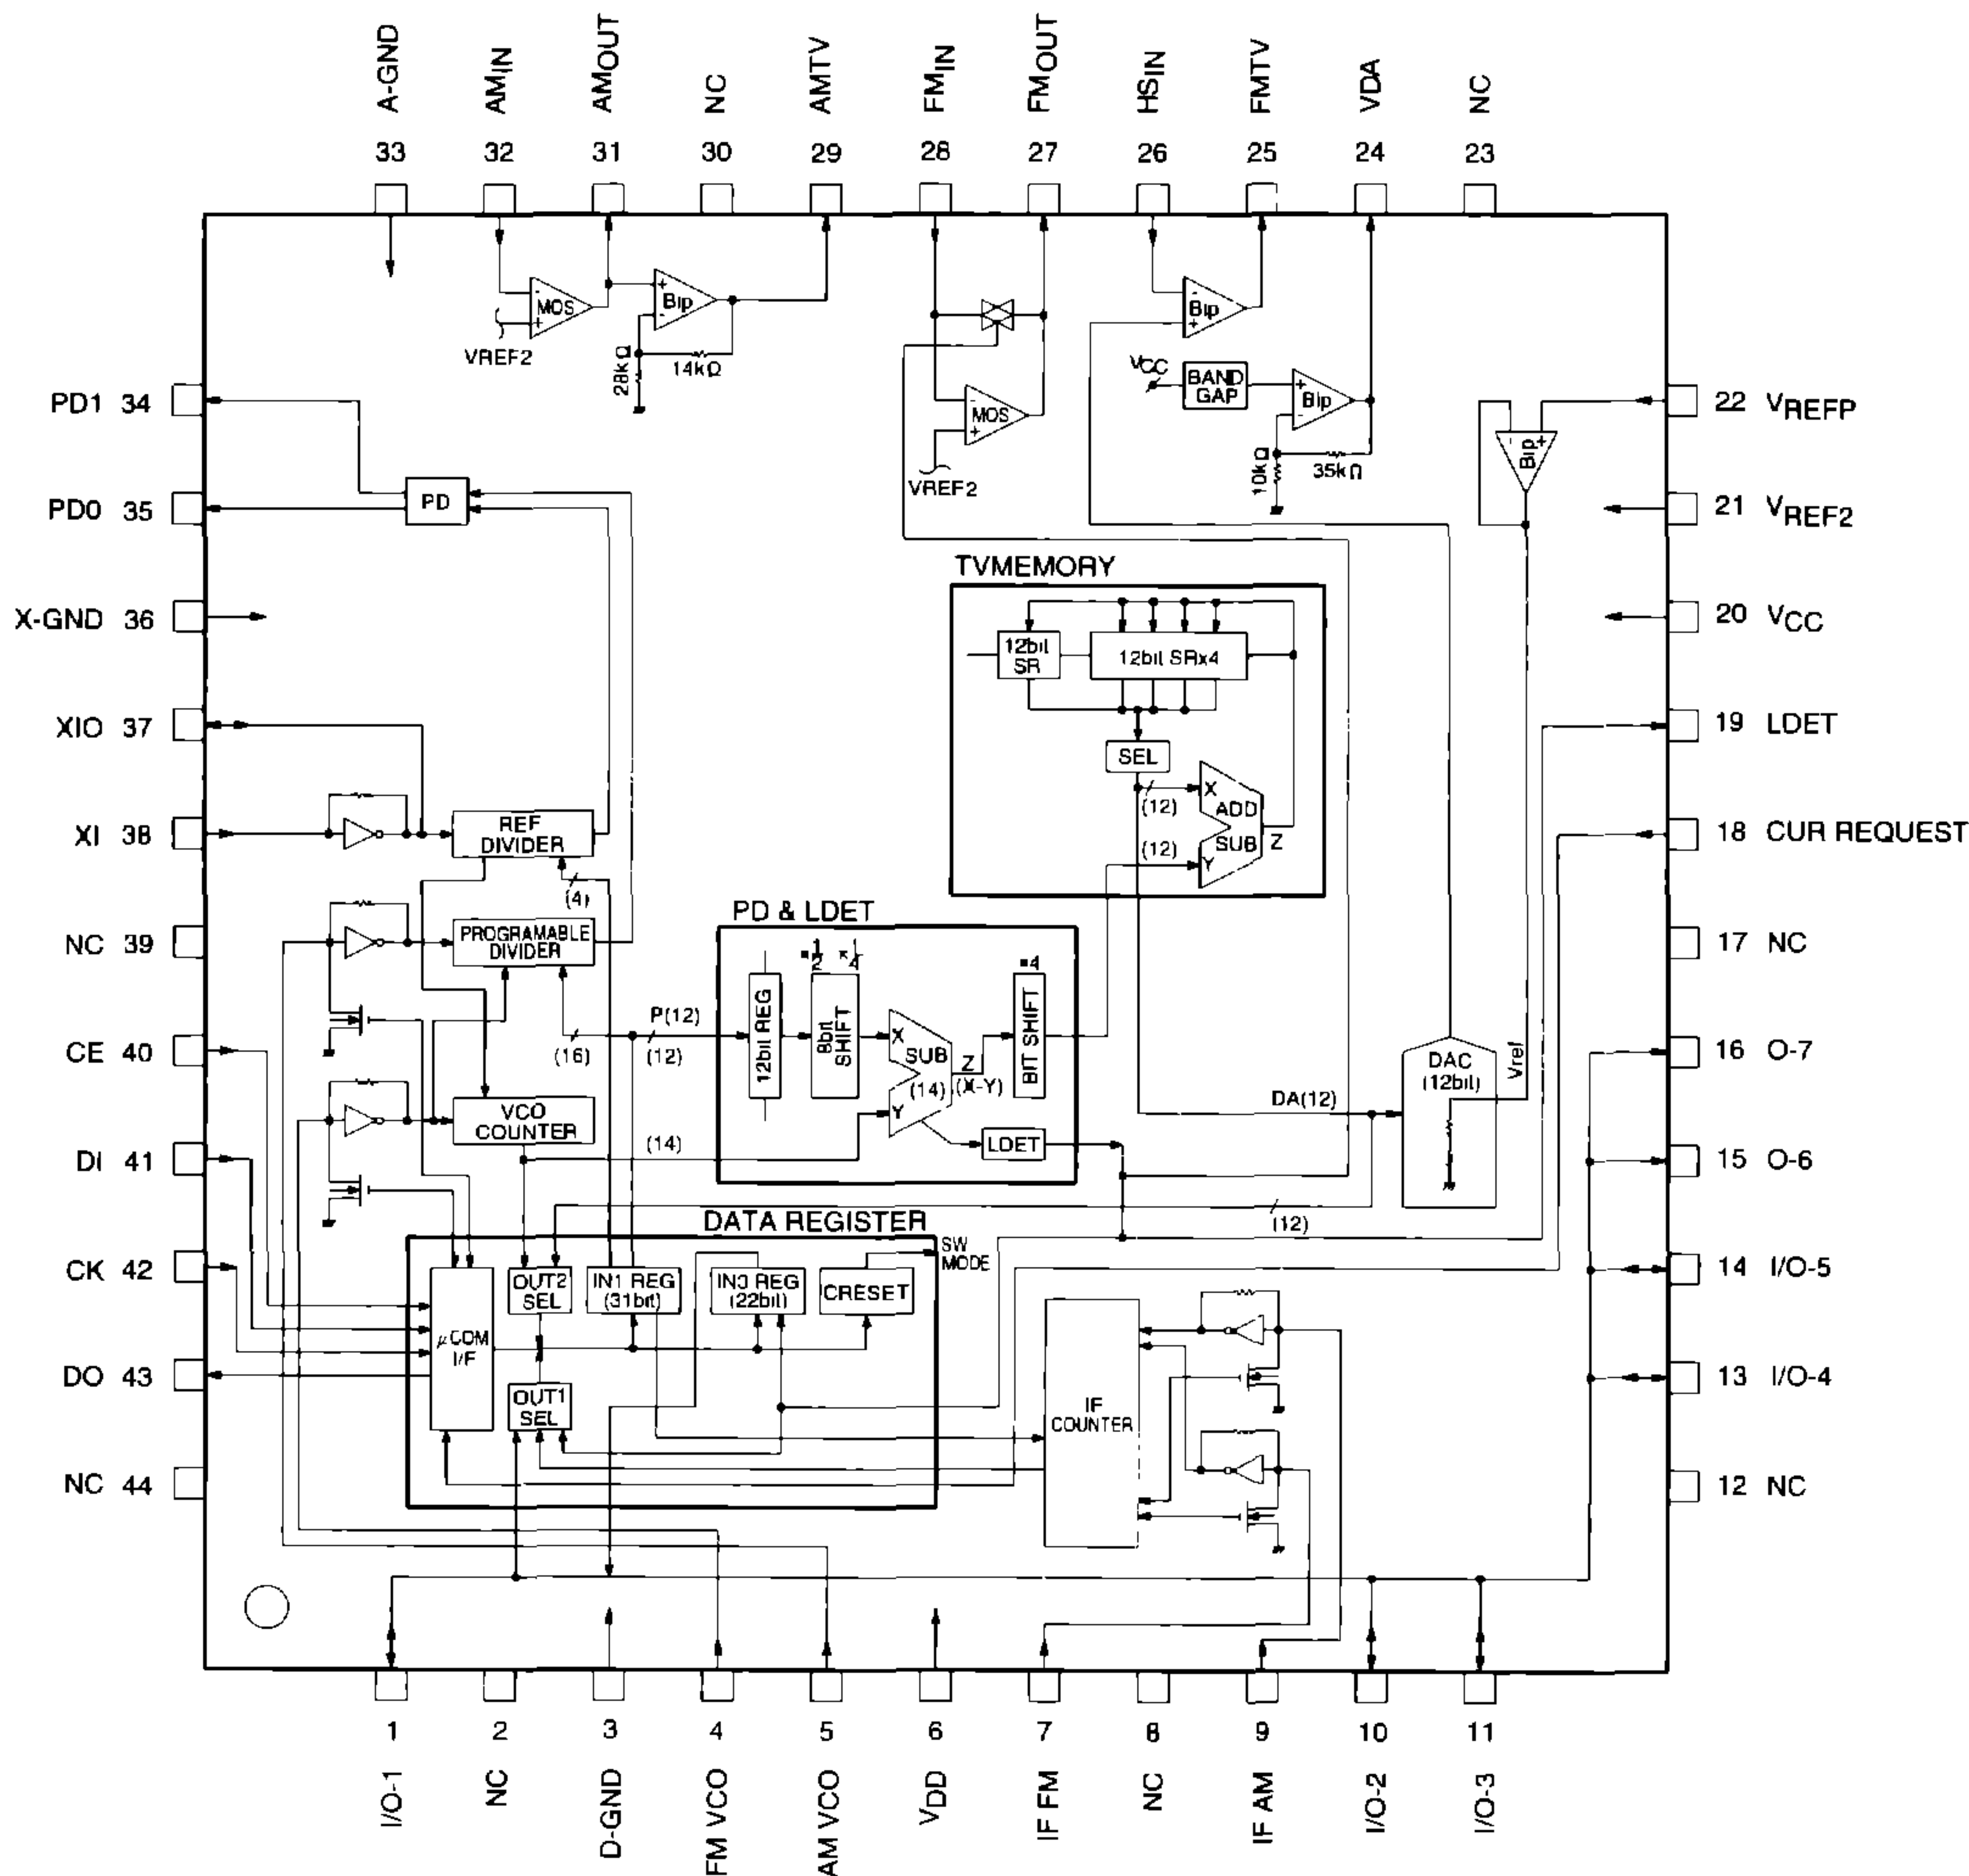 A-GND
AMIN
AMOUT
NC
AMTV
FMIN
FMOUT
HSIN
FMTV
VDA
NC
33
32
31
30
29
28
27
26
25
24
23
MOS
VREF2
Bip
28kΩ
14kΩ
MOS
VREF2
Bip
VCC
BAND
GAP
Bip
10kΩ
35kΩ
PD1 34
PD0 35
X-GND 36
XIO 37
XI 38
NC 39
CE 40
DI 41
CK 42
DO 43
NC 44
22 VREFP
21 VREF2
20 VCC
19 LDET
18 CUR REQUEST
17 NC
16 O-7
15 O-6
14 I/O-5
13 I/O-4
12 NC
- Bip +
PD
TVMEMORY
12bit
SR
12bit SRx4
SEL
X
(12)
ADD
SUB
Z
(12)
Y
REF
DIVIDER
(4)
PROGRAMABLE
DIVIDER
(16)
P(12)
(12)
VCO
COUNTER
(14)
PD & LDET
12bit REG
8bit
SHIFT
X
SUB
(14)
Y
Z
(X-Y)
*4
BIT SHIFT
LDET
DA(12)
DAC
(12bit)
Vref
(12)
DATA REGISTER
SW
MODE
μCOM
I/F
OUT2
SEL
IN1 REG
(31bit)
(22bit)
CRESET
OUT1
SEL
IF
COUNTER
1
2
3
4
5
6
7
8
9
10
11
I/O-1
NC
D-GND
FM VCO
AM VCO
VDD
IF FM
NC
IF AM
I/O-2
I/O-3